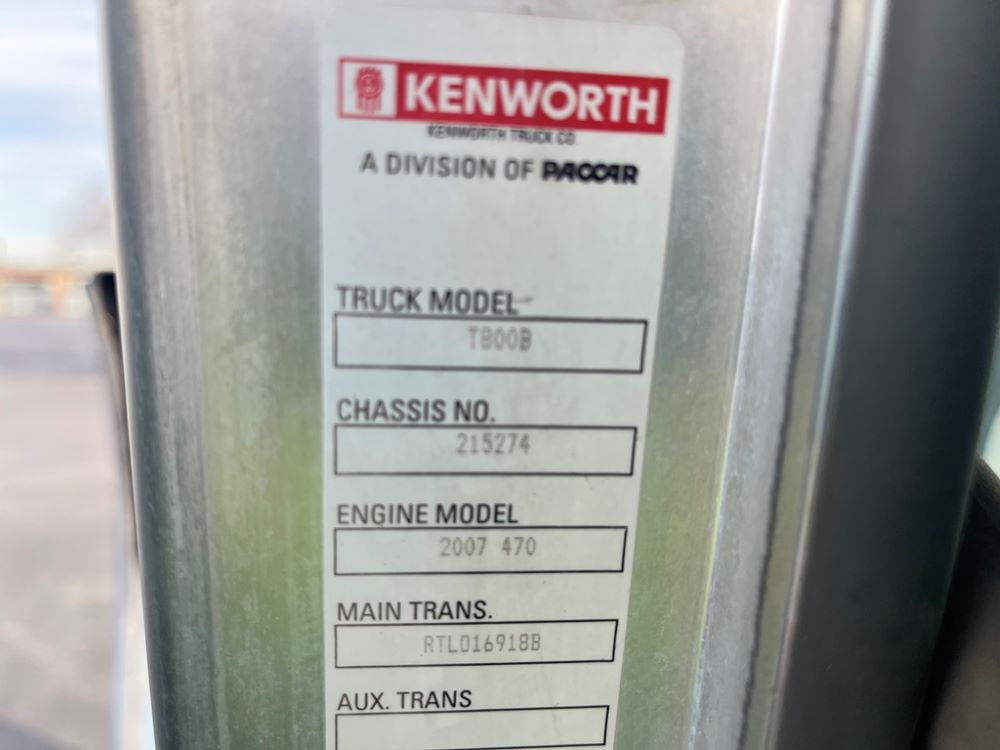 KENWORTH
KENWORTH TRUCK CO.
A DIVISION OF PACCAR
TRUCK MODEL
T800B
CHASSIS NO.
215274
ENGINE MODEL
2007 470
MAIN TRANS.
RTLO16918B
AUX. TRANS